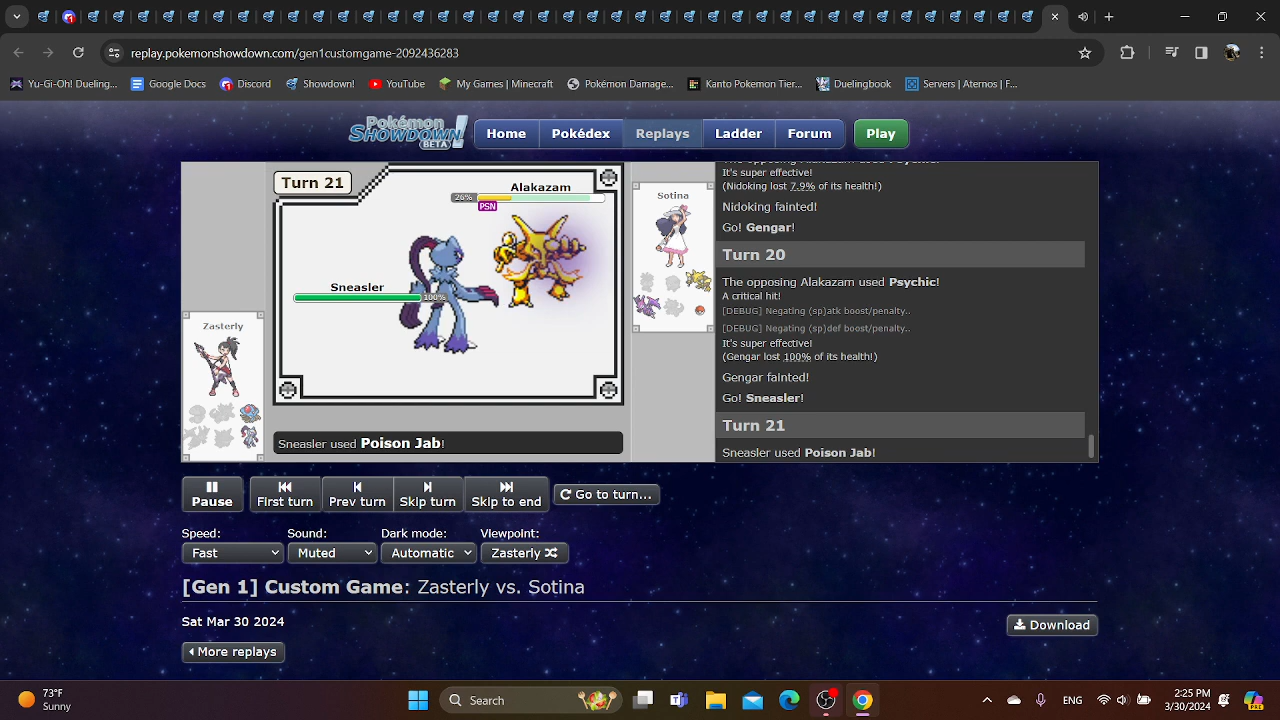 replay.pokemonshowdown.com/gen1customgame-2092436283
Yu-Gi-Oh! Dueling...
Google Docs
Discord
Showdown!
YouTube
My Games | Minecraft
Pokémon Damage...
Kanto Pokemon Tier...
Duelingbook
Servers | Aternos | F...
Pokémon
SHOWDOWN!
BETA
Home
Pokédex
Replays
Ladder
Forum
Play
Turn 21
Alakazam
26%
PSN
Sneasler
100%
Zasterly
Sotina
Sneasler used Poison Jab!
It's super effective!
(Nidoking lost 7.9% of its health!)
Nidoking fainted!
Go! Gengar!
Turn 20
The opposing Alakazam used Psychic!
A critical hit!
[DEBUG] Negating (sp)atk boost/penalty..
[DEBUG] Negating (sp)def boost/penalty..
It's super effective!
(Gengar lost 100% of its health!)
Gengar fainted!
Go! Sneasler!
Turn 21
Sneasler used Poison Jab!
Pause
First turn
Prev turn
Skip turn
Skip to end
Go to turn...
Speed:
Sound:
Dark mode:
Viewpoint:
Fast
Muted
Automatic
Zasterly
[Gen 1] Custom Game: Zasterly vs. Sotina
Sat Mar 30 2024
Download
More replays
73°F
Sunny
Search
ENG
2:25 PM
3/30/2024
PRE